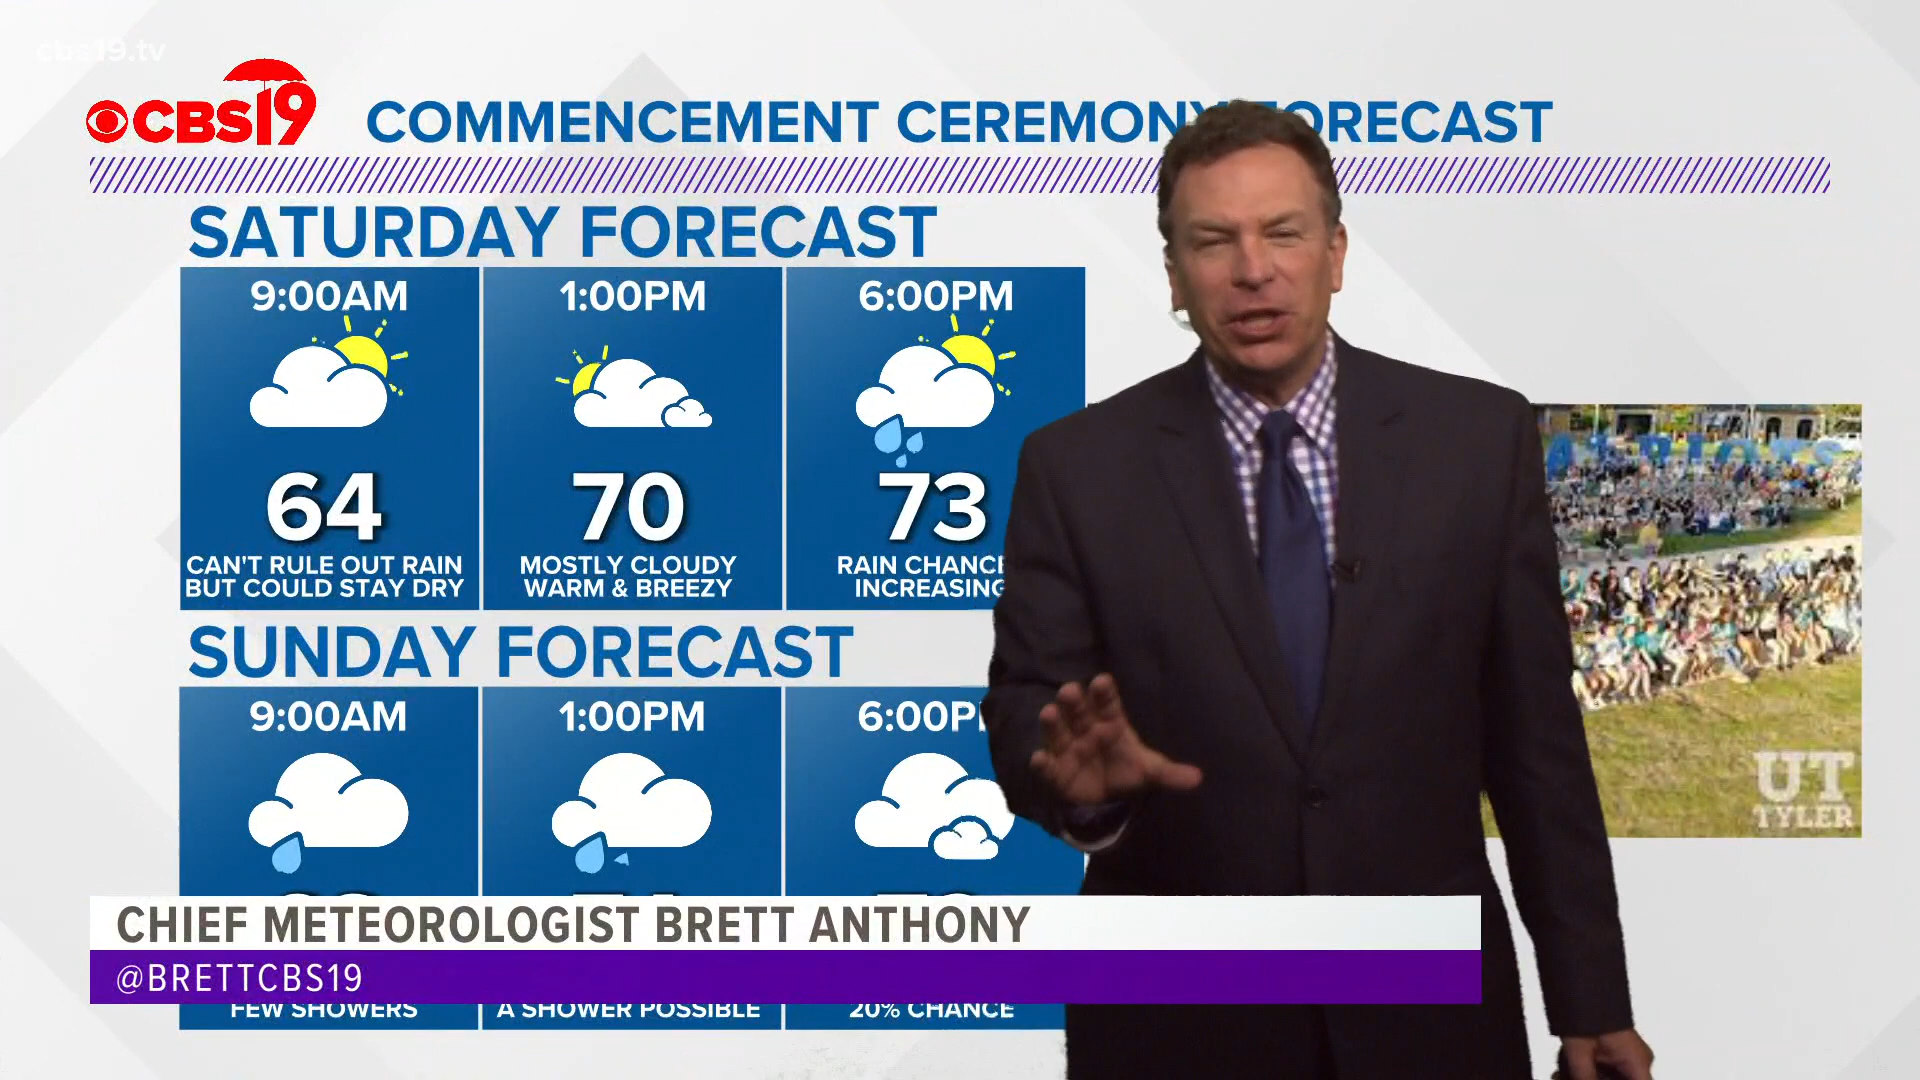 cbs19.tv
CBS19
COMMENCEMENT CEREMONY FORECAST
SATURDAY FORECAST
9:00AM
1:00PM
6:00PM
64
70
73
CAN'T RULE OUT RAIN
BUT COULD STAY DRY
MOSTLY CLOUDY
WARM & BREEZY
RAIN CHANCE
INCREASING
SUNDAY FORECAST
9:00AM
1:00PM
6:00P
CHIEF METEOROLOGIST BRETT ANTHONY
@BRETTCBS19
FEW SHOWERS
A SHOWER POSSIBLE
20% CHANCE
UT
TYLER